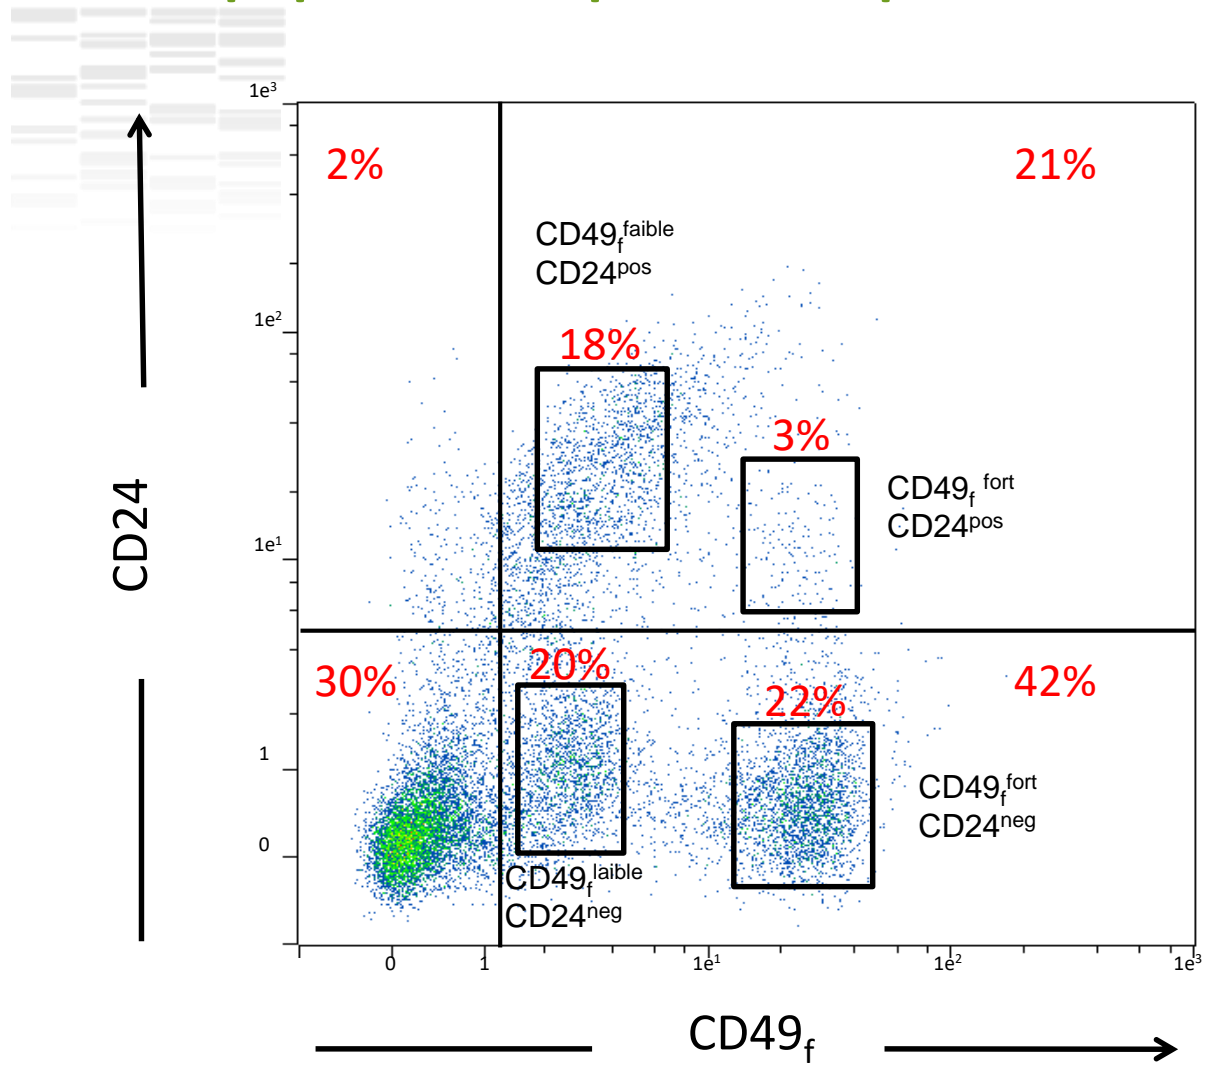 1e³
2%
21%
CD49f faible
CD24pos
1e²
18%
3%
CD49f fort
CD24pos
CD24
1e¹
30%
20%
22%
42%
1
CD49f fort
CD24neg
0
CD49f laible
CD24neg
0 1 1e¹ 1e² 1e³
CD49f